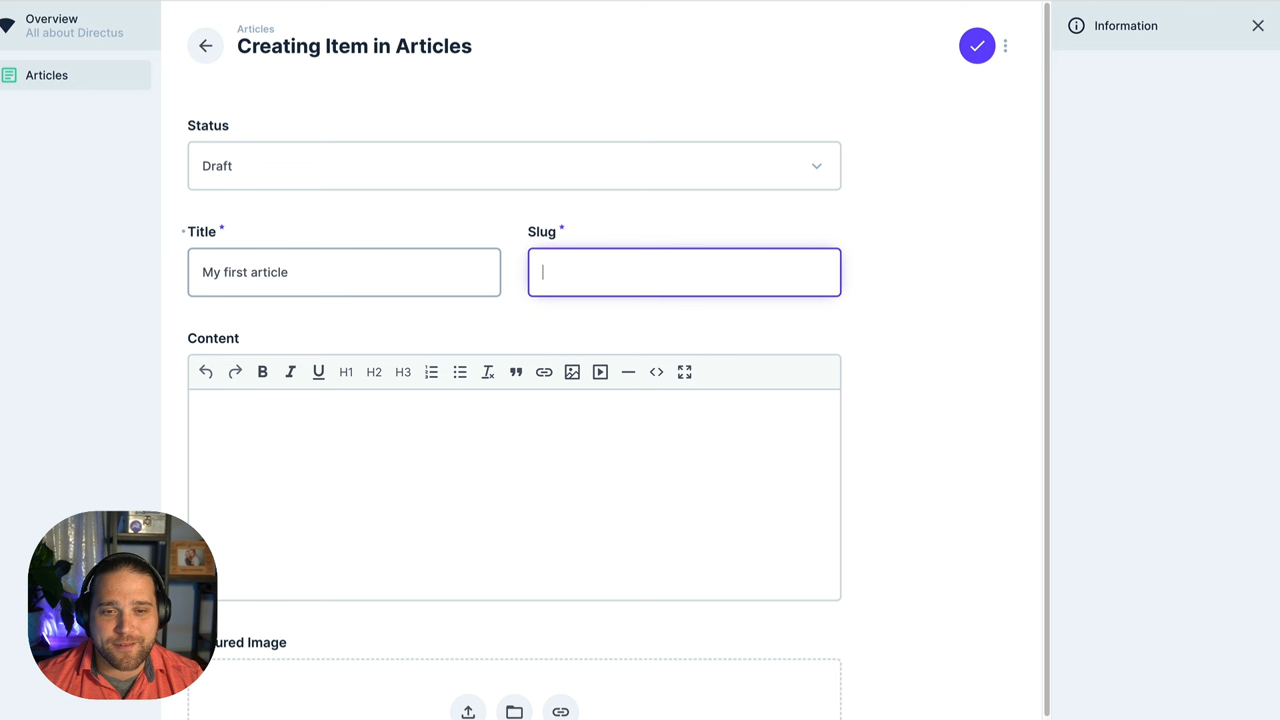 Overview
All about Directus
Articles
Articles
Creating Item in Articles
Information
Status
Draft
Title *
Slug *
My first article
Content
B I U H1 H2 H3
ured Image